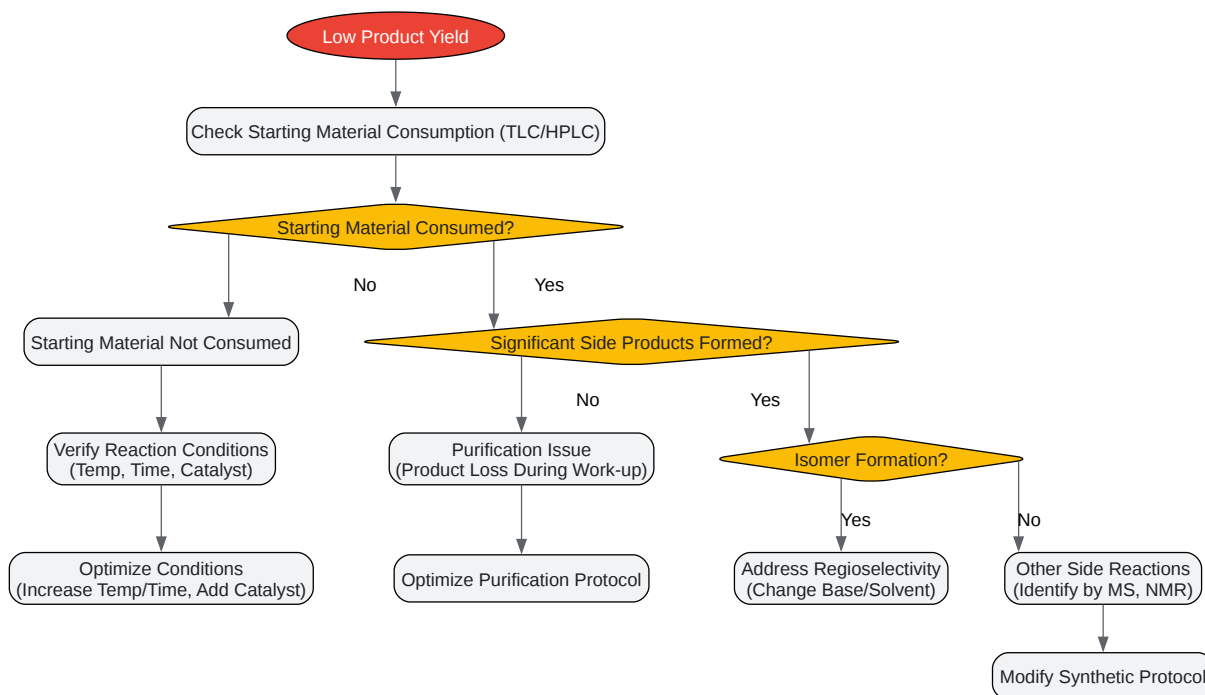 Low Product Yield
Check Starting Material Consumption (TLC/HPLC)
Starting Material Consumed?
No
Yes
Starting Material Not Consumed
Significant Side Products Formed?
No
Yes
Verify Reaction Conditions
(Temp, Time, Catalyst)
Purification Issue
(Product Loss During Work-up)
Isomer Formation?
Yes
No
Optimize Conditions
(Increase Temp/Time, Add Catalyst)
Optimize Purification Protocol
Address Regioselectivity
(Change Base/Solvent)
Other Side Reactions
(Identify by MS, NMR)
Modify Synthetic Protocol